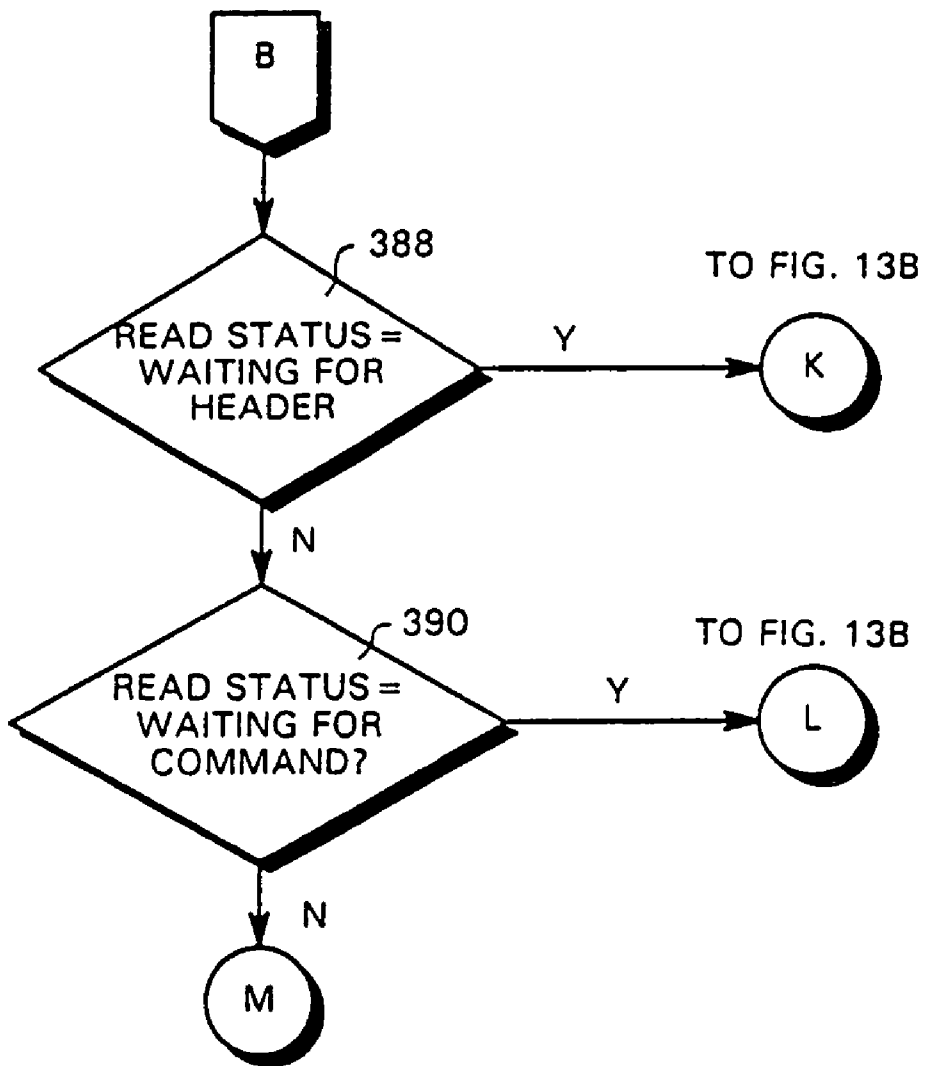 B
388
TO FIG. 13B
READ STATUS =
WAITING FOR
HEADER
Y
K
N
390
TO FIG. 13B
READ STATUS =
WAITING FOR
COMMAND?
Y
L
N
M